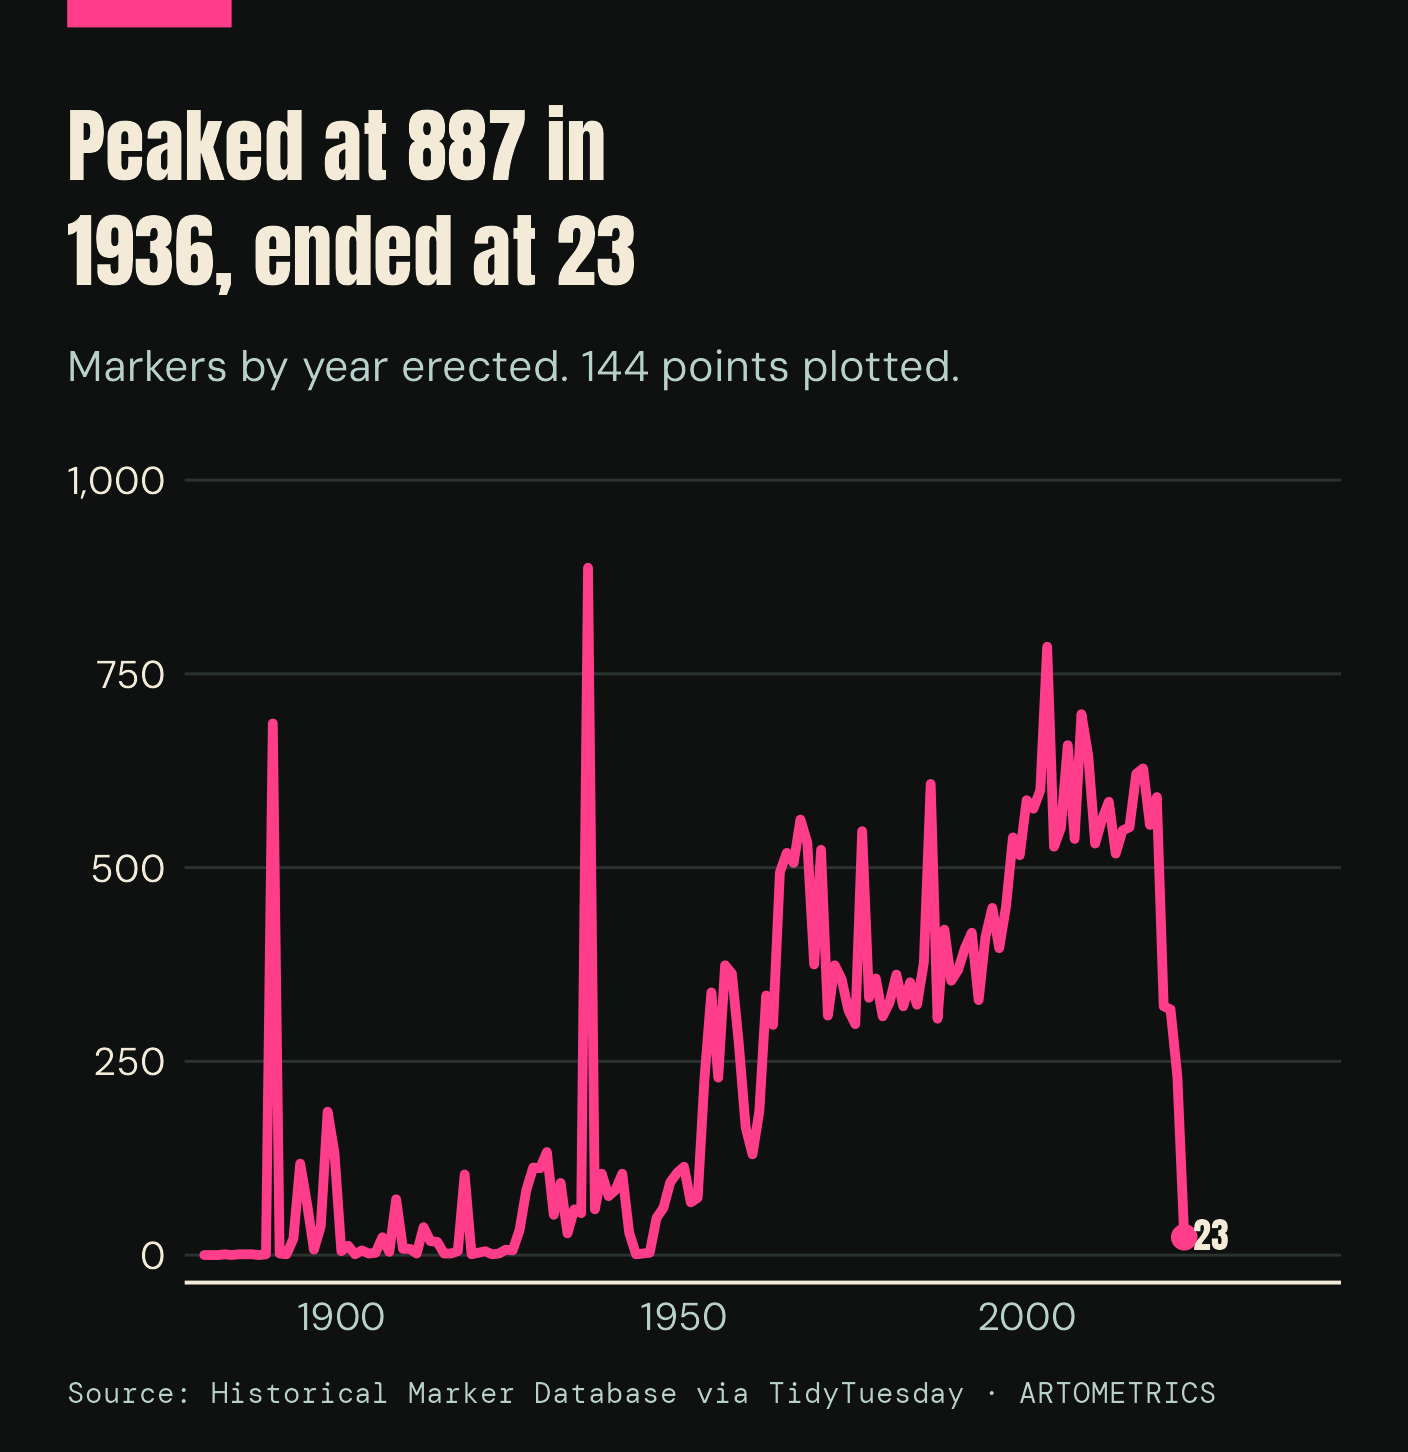 Peaked at 887 in
1936, ended at 23
Markers by year erected. 144 points plotted.
1,000
750
500
250
0
23
1900 1950 2000
Source: Historical Marker Database via TidyTuesday · ARTOMETRICS